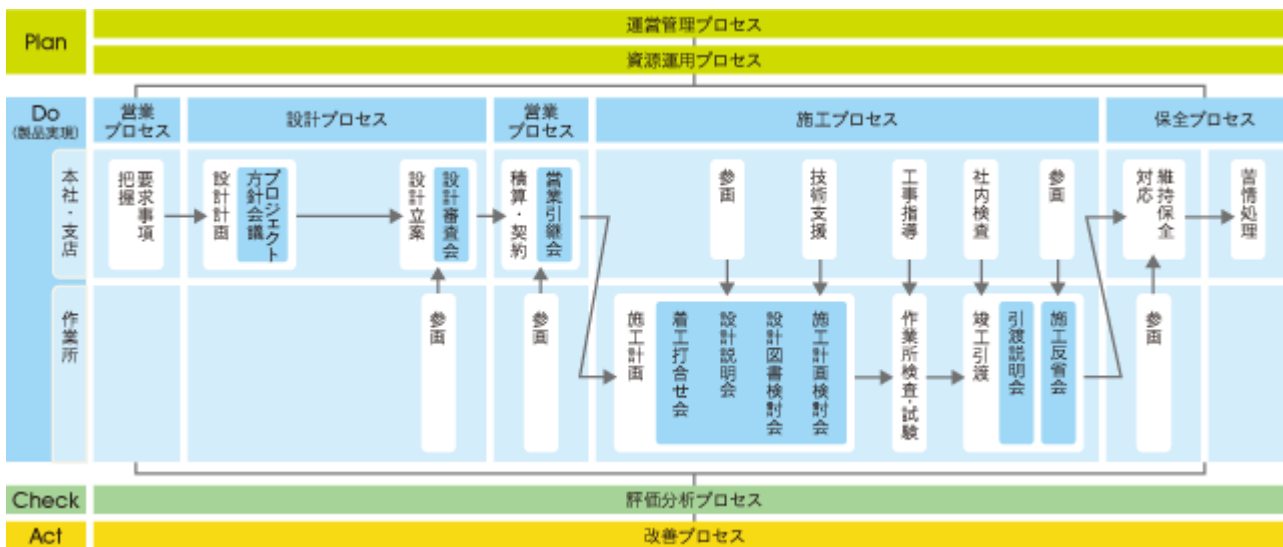 Plan
運営管理プロセス
資源運用プロセス
Do
(製品実現)
営業
プロセス
設計プロセス
営業
プロセス
施工プロセス
保全プロセス
本社・支店
要求事項
把握
設計計画
プロジェクト
方針会議
設計立案
設計審査会
積算・契約
営業引継会
参画
技術支援
工事指導
社内検査
参画
維持保全
対応
苦情処理
作業所
参画
参画
施工計画
着工打合せ会
設計説明会
設計図書検討会
施工計画検討会
作業所検査・試験
竣工引渡
引渡説明会
施工反省会
参画
Check
評価分析プロセス
Act
改善プロセス